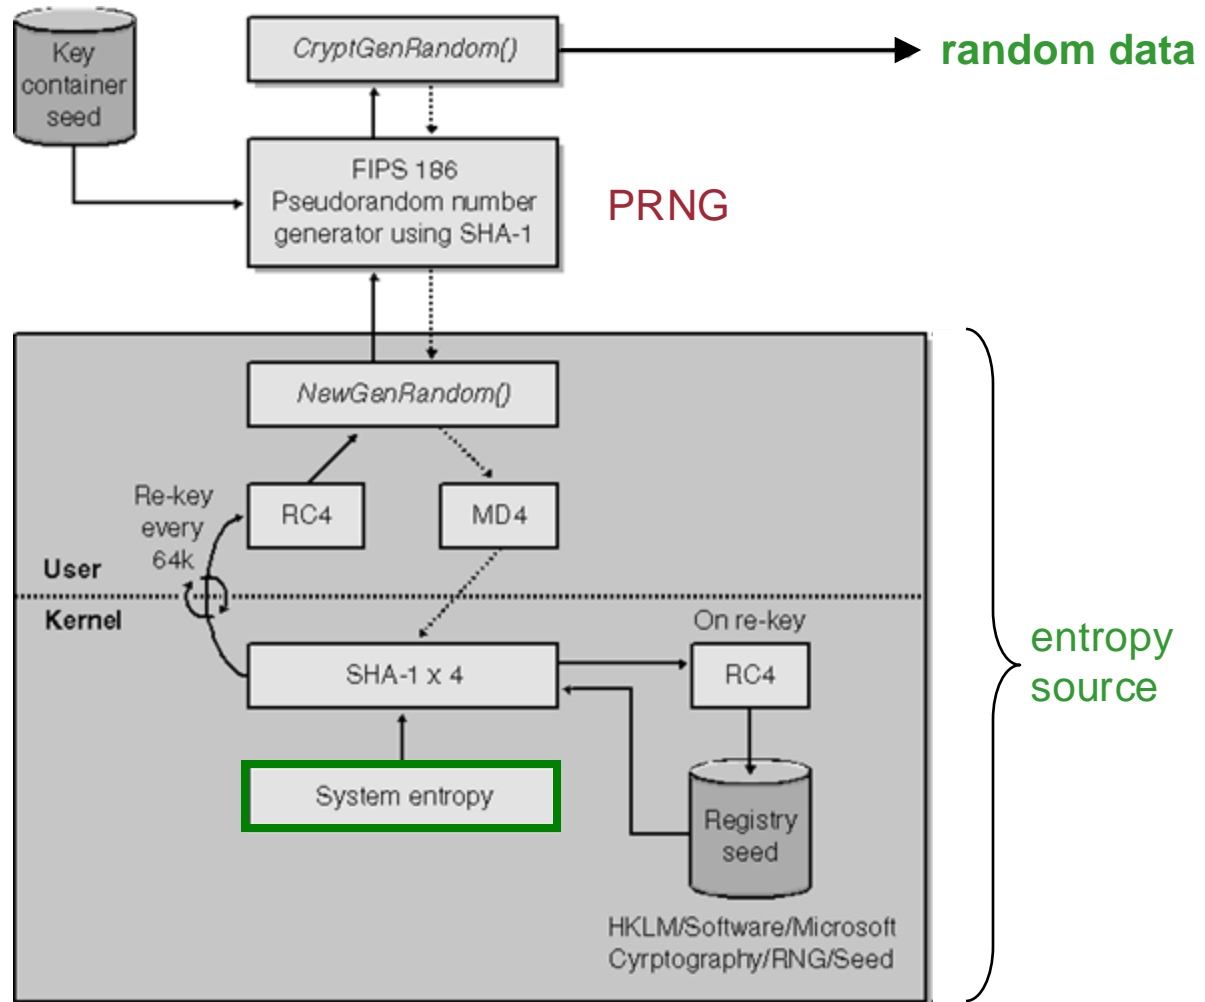 Key
container
seed
CryptGenRandom()
random data
FIPS 186
Pseudorandom number
generator using SHA-1
PRNG
NewGenRandom()
Re-key
every
64k
RC4
MD4
User
Kernel
On re-key
SHA-1 x 4
RC4
entropy
source
System entropy
Registry
seed
HKLM/Software/Microsoft
Cyrptography/RNG/Seed